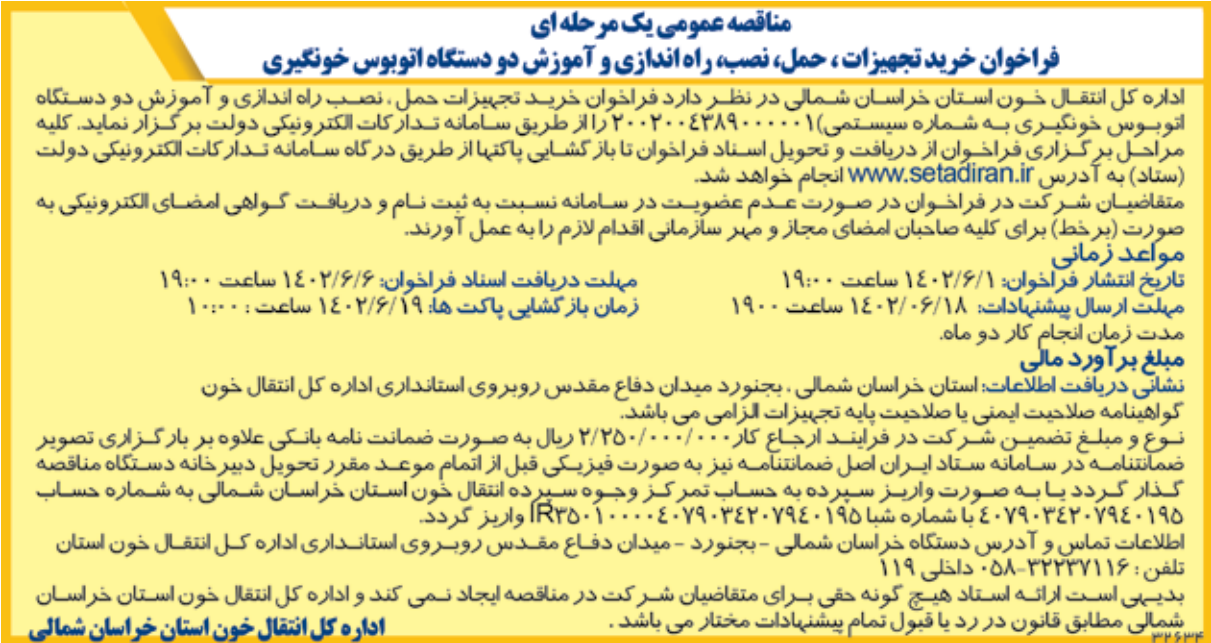 مناقصه عمومی یک مرحله ای
فراخوان خرید تجهیزات ، حمل، نصب، راه اندازی و آموزش دو دستگاه اتوبوس خونگیری
اداره کل انتقال خون استان خراسان شمالی در نظر دارد فراخوان خرید تجهیزات حمل ، نصب راه اندازی و آموزش دو دستگاه
اتوبوس خونگیری به شماره سیستمی)۲۰۰۲۰۰٤۳۸۹۰۰۰۰۰۱ را از طریق سامانه تدارکات الکترونیکی دولت برگزار نماید. کلیه
مراحل برگزاری فراخوان از دریافت و تحویل اسناد فراخوان تا بازگشایی پاکتها از طریق درگاه سامانه تدارکات الکترونیکی دولت
(ستاد) به آدرس www.setadiran.ir انجام خواهد شد.
متقاضیان شرکت در فراخوان در صورت عدم عضویت در سامانه نسبت به ثبت نام و دریافت گواهی امضای الکترونیکی به
صورت (برخط) برای کلیه صاحبان امضای مجاز و مهر سازمانی اقدام لازم را به عمل آورند.
مواعد زمانی
تاریخ انتشار فراخوان: ۱٤۰۲/۶/۱ ساعت ۱۹:۰۰ مهلت دریافت اسناد فراخوان: ۱٤۰۲/۶/۶ ساعت ۱۹:۰۰
مهلت ارسال پیشنهادات: ۱٤۰۲/۰۶/۱۸ ساعت ۱۹۰۰ زمان بازگشایی پاکت ها: ۱٤۰۲/۶/۱۹ ساعت : ۱۰:۰۰
مدت زمان انجام کار دو ماه.
مبلغ برآورد مالی
نشانی دریافت اطلاعات: استان خراسان شمالی ، بجنورد میدان دفاع مقدس روبروی استانداری اداره کل انتقال خون
گواهینامه صلاحیت ایمنی یا صلاحیت پایه تجهیزات الزامی می باشد.
نوع و مبلغ تضمین شرکت در فرایند ارجاع کار ۲/۲۵۰/۰۰۰/۰۰۰ ریال به صورت ضمانت نامه بانکی علاوه بر بارگزاری تصویر
ضمانتنامه در سامانه ستاد ایران اصل ضمانتنامه نیز به صورت فیزیکی قبل از اتمام موعد مقرر تحویل دبیرخانه دستگاه مناقصه
گذار گردد یا به صورت واریز سپرده به حساب تمرکز وجوه سپرده انتقال خون استان خراسان شمالی به شماره حساب
٤۰۷۹۰۳٤۲۰۷۹٤۰۱۹۵ با شماره شبا IR۳۵۰۱۰۰۰۰٤۰۷۹۰۳٤۲۰۷۹٤۰۱۹۵ واریز گردد.
اطلاعات تماس و آدرس دستگاه خراسان شمالی - بجنورد - میدان دفاع مقدس روبروی استانداری اداره کل انتقال خون استان
تلفن : ۳۲۲۳۷۱۱۶-۰۵۸ داخلی ۱۱۹
بدیهی است ارائه اسناد هیچ گونه حقی برای متقاضیان شرکت در مناقصه ایجاد نمی کند و اداره کل انتقال خون استان خراسان
شمالی مطابق قانون در رد یا قبول تمام پیشنهادات مختار می باشد .
اداره کل انتقال خون استان خراسان شمالی
۳۲۶۳۴